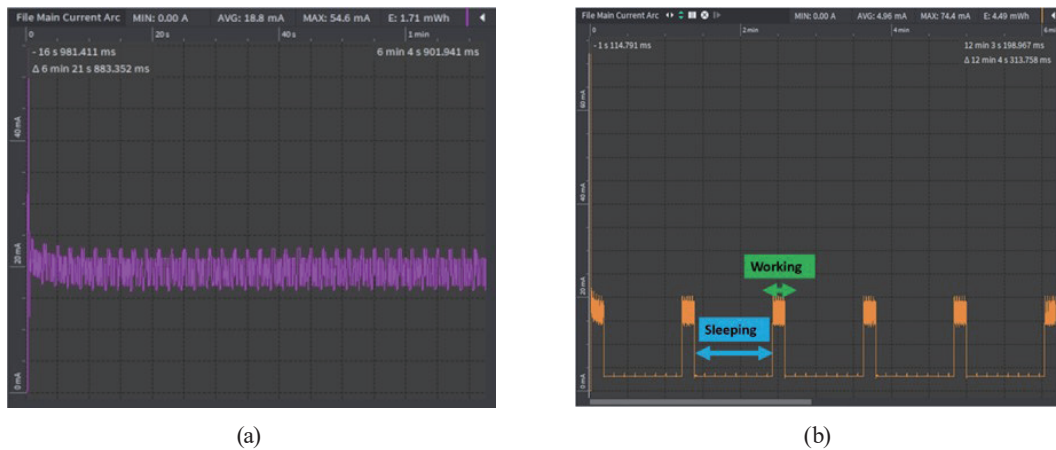 File Main Current Arc MIN: 0.00 A AVG: 18.8 mA MAX: 54.6 mA E: 1.71 mWh
0 20 s 40 s 1 min
- 16 s 981.411 ms 6 min 4 s 901.941 ms
Δ 6 min 21 s 883.352 ms
40 mA
20 mA
0 mA
(a)
File Main Current Arc MIN: 0.00 A AVG: 4.96 mA MAX: 74.4 mA E: 4.49 mWh
0 2 min 4 min 6 m
- 1 s 114.791 ms 12 min 3 s 198.967 ms
Δ 12 min 4 s 313.758 ms
60 mA
40 mA
20 mA
0 mA
Working
Sleeping
(b)